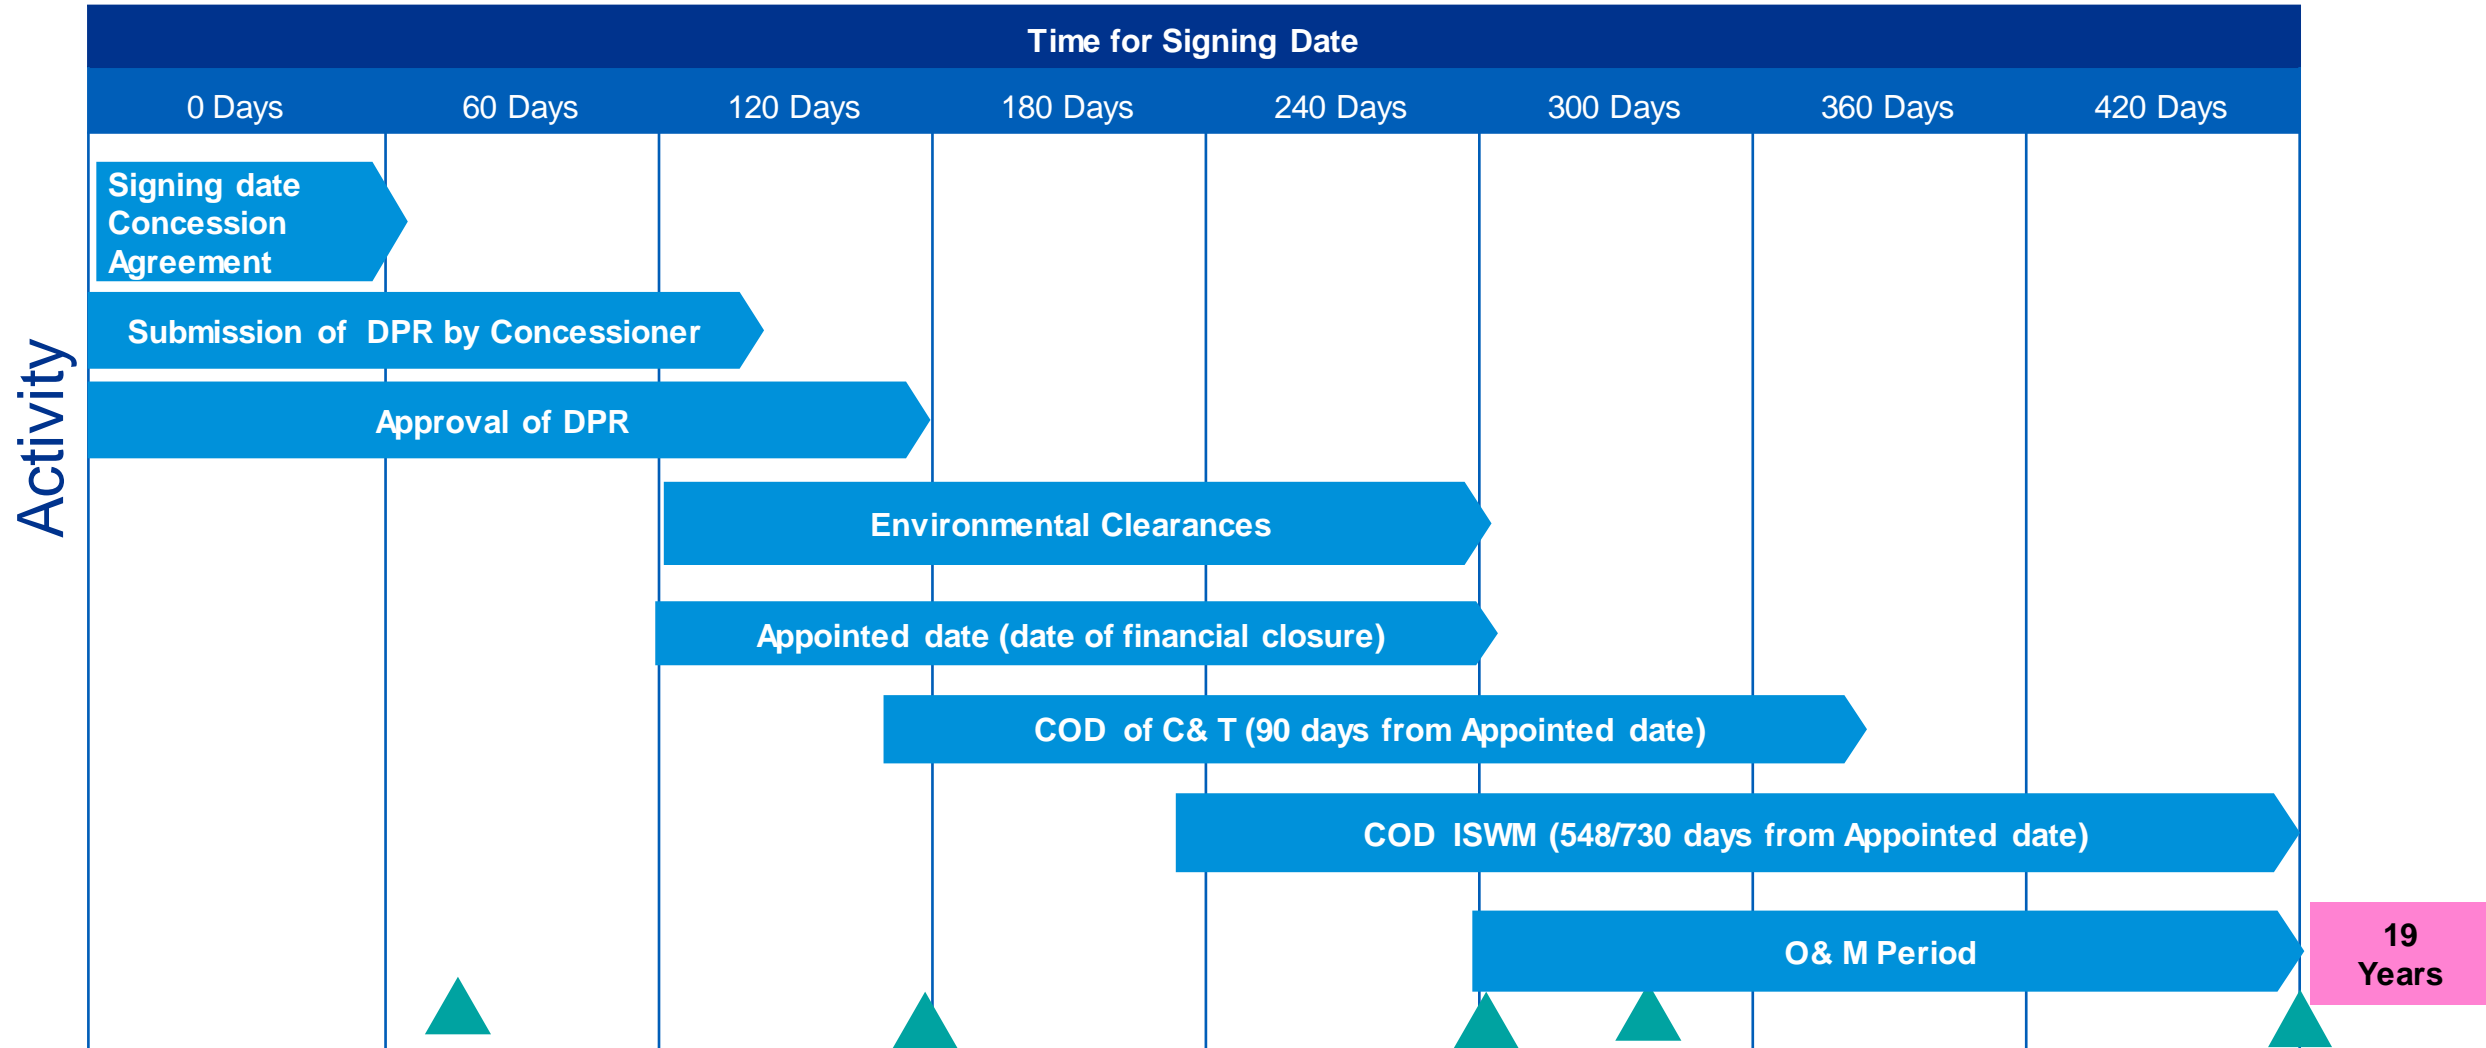 Time for Signing Date
0 Days 60 Days 120 Days 180 Days 240 Days 300 Days 360 Days 420 Days
Activity
Signing date
Concession
Agreement
Submission of DPR by Concessioner
Approval of DPR
Environmental Clearances
Appointed date (date of financial closure)
COD of C& T (90 days from Appointed date)
COD ISWM (548/730 days from Appointed date)
O& M Period
19
Years